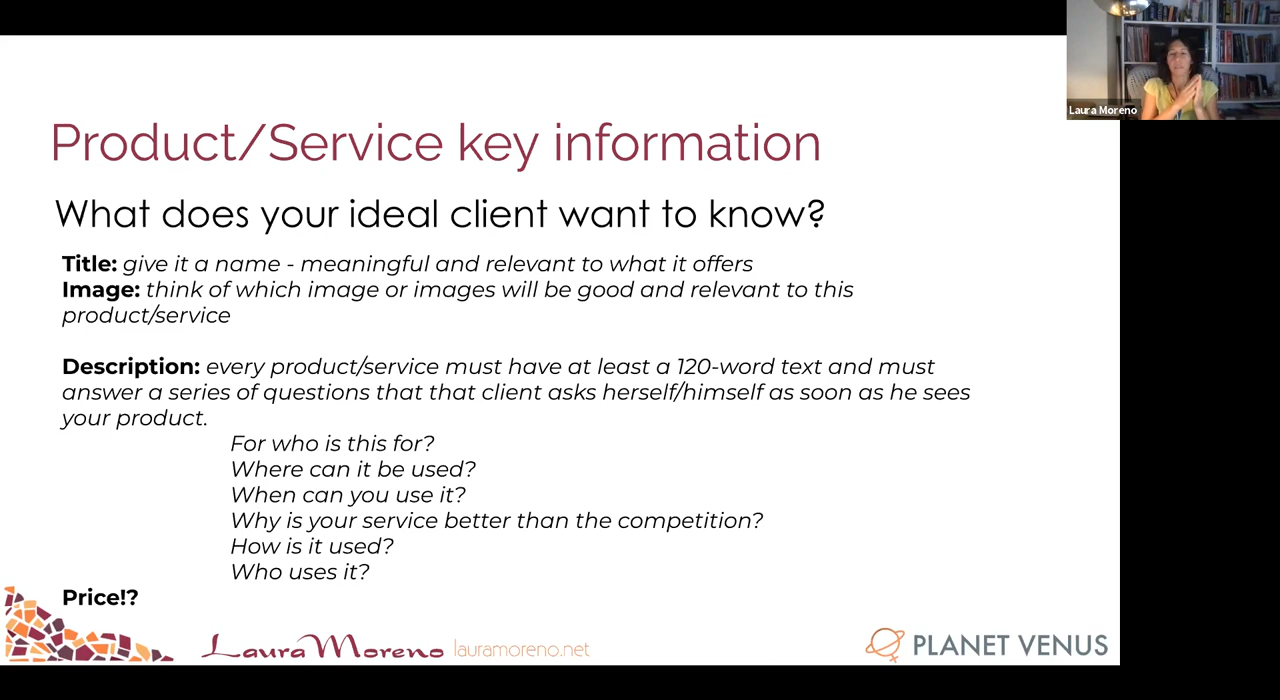 Laura Moreno
Product/Service key information
What does your ideal client want to know?
Title: give it a name - meaningful and relevant to what it offers
Image: think of which image or images will be good and relevant to this
product/service
Description: every product/service must have at least a 120-word text and must
answer a series of questions that that client asks herself/himself as soon as he sees
your product.
For who is this for?
Where can it be used?
When can you use it?
Why is your service better than the competition?
How is it used?
Who uses it?
Price!?
Laura Moreno lauramoreno.net
PLANET VENUS